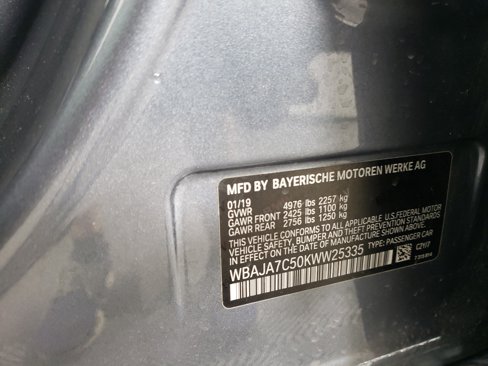 MFD BY BAYERISCHE MOTOREN WERKE AG
01/19
GVWR 4976 lbs 2257 kg
GAWR FRONT 2425 lbs 1100 kg
GAWR REAR 2756 lbs 1250 kg
THIS VEHICLE CONFORMS TO ALL APPLICABLE U.S. FEDERAL MOTOR
VEHICLE SAFETY, BUMPER, AND THEFT PREVENTION STANDARDS
IN EFFECT ON THE DATE OF MANUFACTURE SHOWN ABOVE.
WBAJA7C50KWW25335 TYPE: PASSENGER CAR